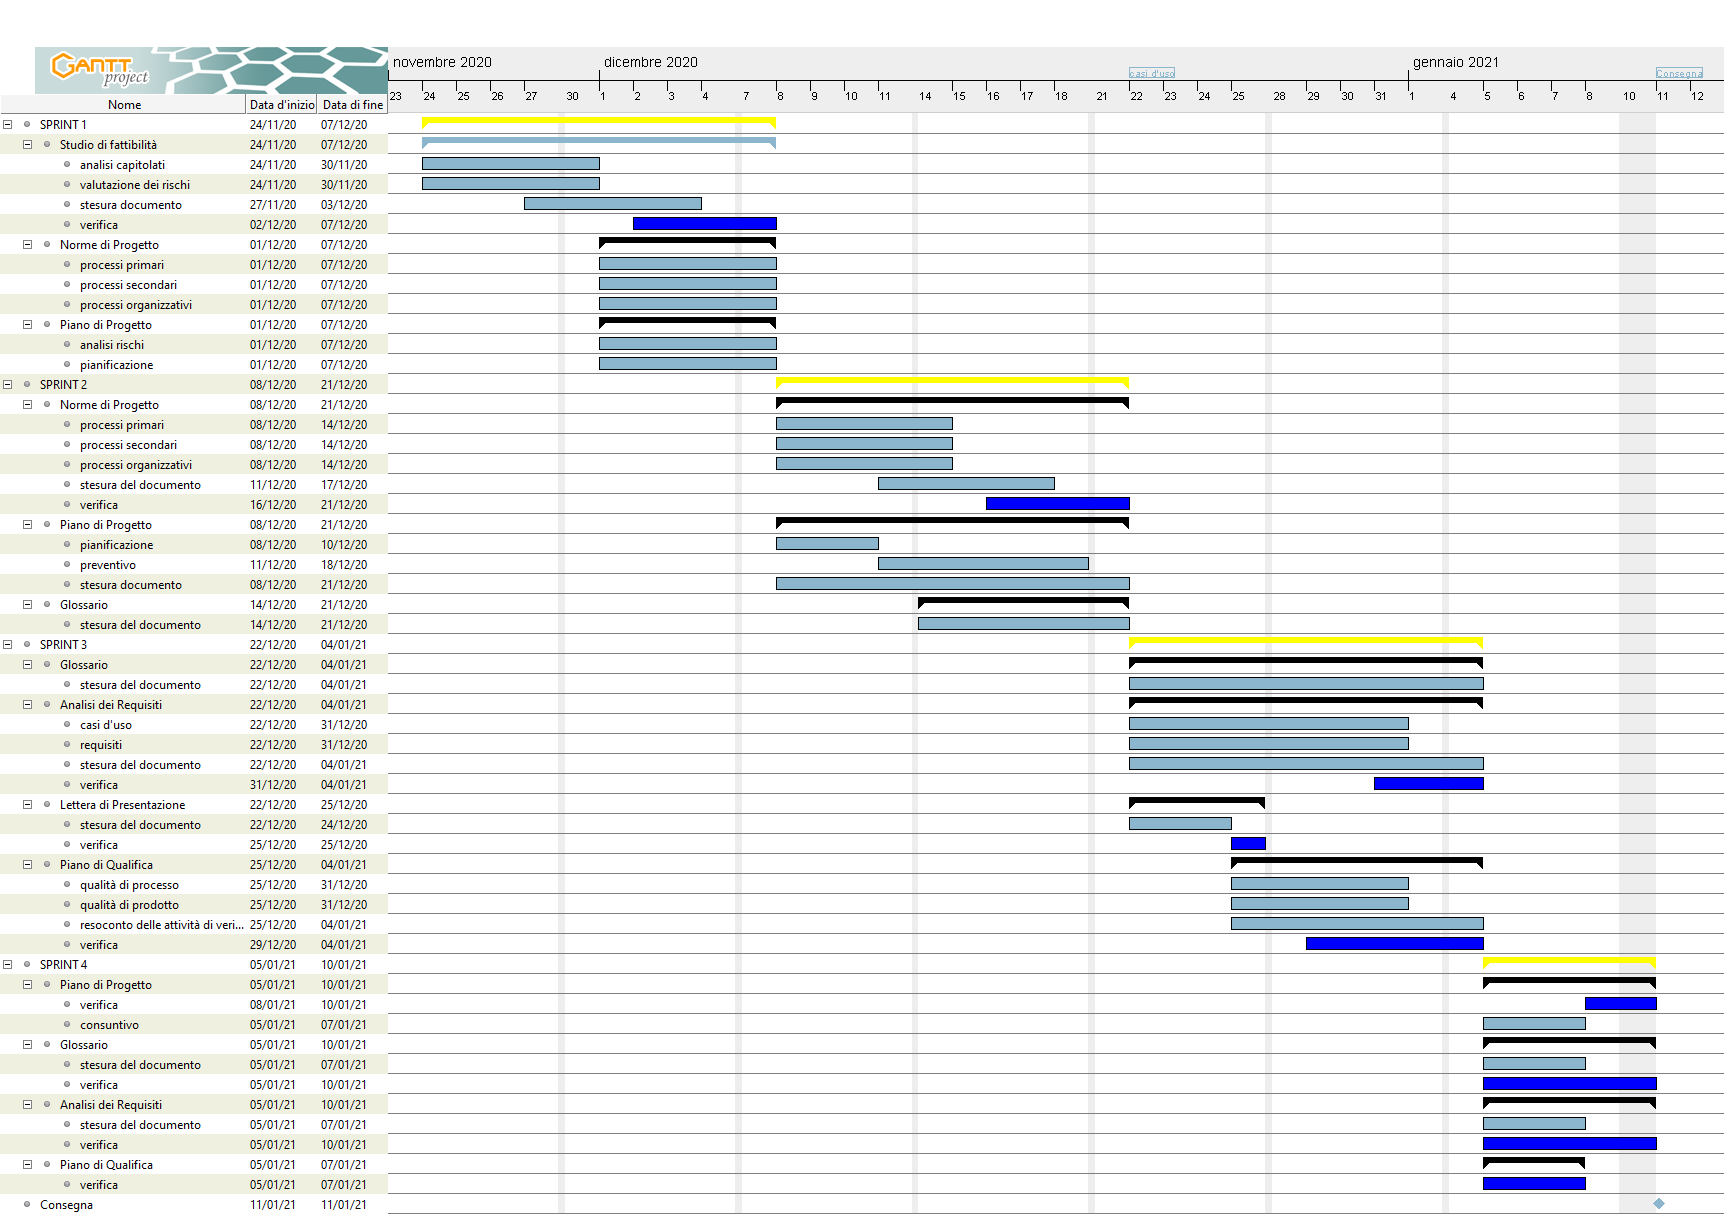 GANTT
project
novembre 2020 dicembre 2020 gennaio 2021
casi d'uso Consegna
23 24 25 26 27 30 1 2 3 4 7 8 9 10 11 14 15 16 17 18 21 22 23 24 25 28 29 30 31 1 4 5 6 7 8 10 11 12
Nome Data d'inizio Data di fine
SPRINT 1 24/11/20 07/12/20
Studio di fattibilità 24/11/20 07/12/20
analisi capitolati 24/11/20 30/11/20
valutazione dei rischi 24/11/20 30/11/20
stesura documento 27/11/20 03/12/20
verifica 02/12/20 07/12/20
Norme di Progetto 01/12/20 07/12/20
processi primari 01/12/20 07/12/20
processi secondari 01/12/20 07/12/20
processi organizzativi 01/12/20 07/12/20
Piano di Progetto 01/12/20 07/12/20
analisi rischi 01/12/20 07/12/20
pianificazione 01/12/20 07/12/20
SPRINT 2 08/12/20 21/12/20
Norme di Progetto 08/12/20 21/12/20
processi primari 08/12/20 14/12/20
processi secondari 08/12/20 14/12/20
processi organizzativi 08/12/20 14/12/20
stesura del documento 11/12/20 17/12/20
verifica 16/12/20 21/12/20
Piano di Progetto 08/12/20 21/12/20
pianificazione 08/12/20 10/12/20
preventivo 11/12/20 18/12/20
stesura documento 08/12/20 21/12/20
Glossario 14/12/20 21/12/20
stesura del documento 14/12/20 21/12/20
SPRINT 3 22/12/20 04/01/21
Glossario 22/12/20 04/01/21
stesura del documento 22/12/20 04/01/21
Analisi dei Requisiti 22/12/20 04/01/21
casi d'uso 22/12/20 31/12/20
requisiti 22/12/20 31/12/20
stesura del documento 22/12/20 04/01/21
verifica 31/12/20 04/01/21
Lettera di Presentazione 22/12/20 25/12/20
stesura del documento 22/12/20 24/12/20
verifica 25/12/20 25/12/20
Piano di Qualifica 25/12/20 04/01/21
qualità di processo 25/12/20 31/12/20
qualità di prodotto 25/12/20 31/12/20
resoconto delle attività di veri... 25/12/20 04/01/21
verifica 29/12/20 04/01/21
SPRINT 4 05/01/21 10/01/21
Piano di Progetto 05/01/21 10/01/21
verifica 08/01/21 10/01/21
consuntivo 05/01/21 07/01/21
Glossario 05/01/21 10/01/21
stesura del documento 05/01/21 07/01/21
verifica 05/01/21 10/01/21
Analisi dei Requisiti 05/01/21 10/01/21
stesura del documento 05/01/21 07/01/21
verifica 05/01/21 10/01/21
Piano di Qualifica 05/01/21 07/01/21
verifica 05/01/21 07/01/21
Consegna 11/01/21 11/01/21